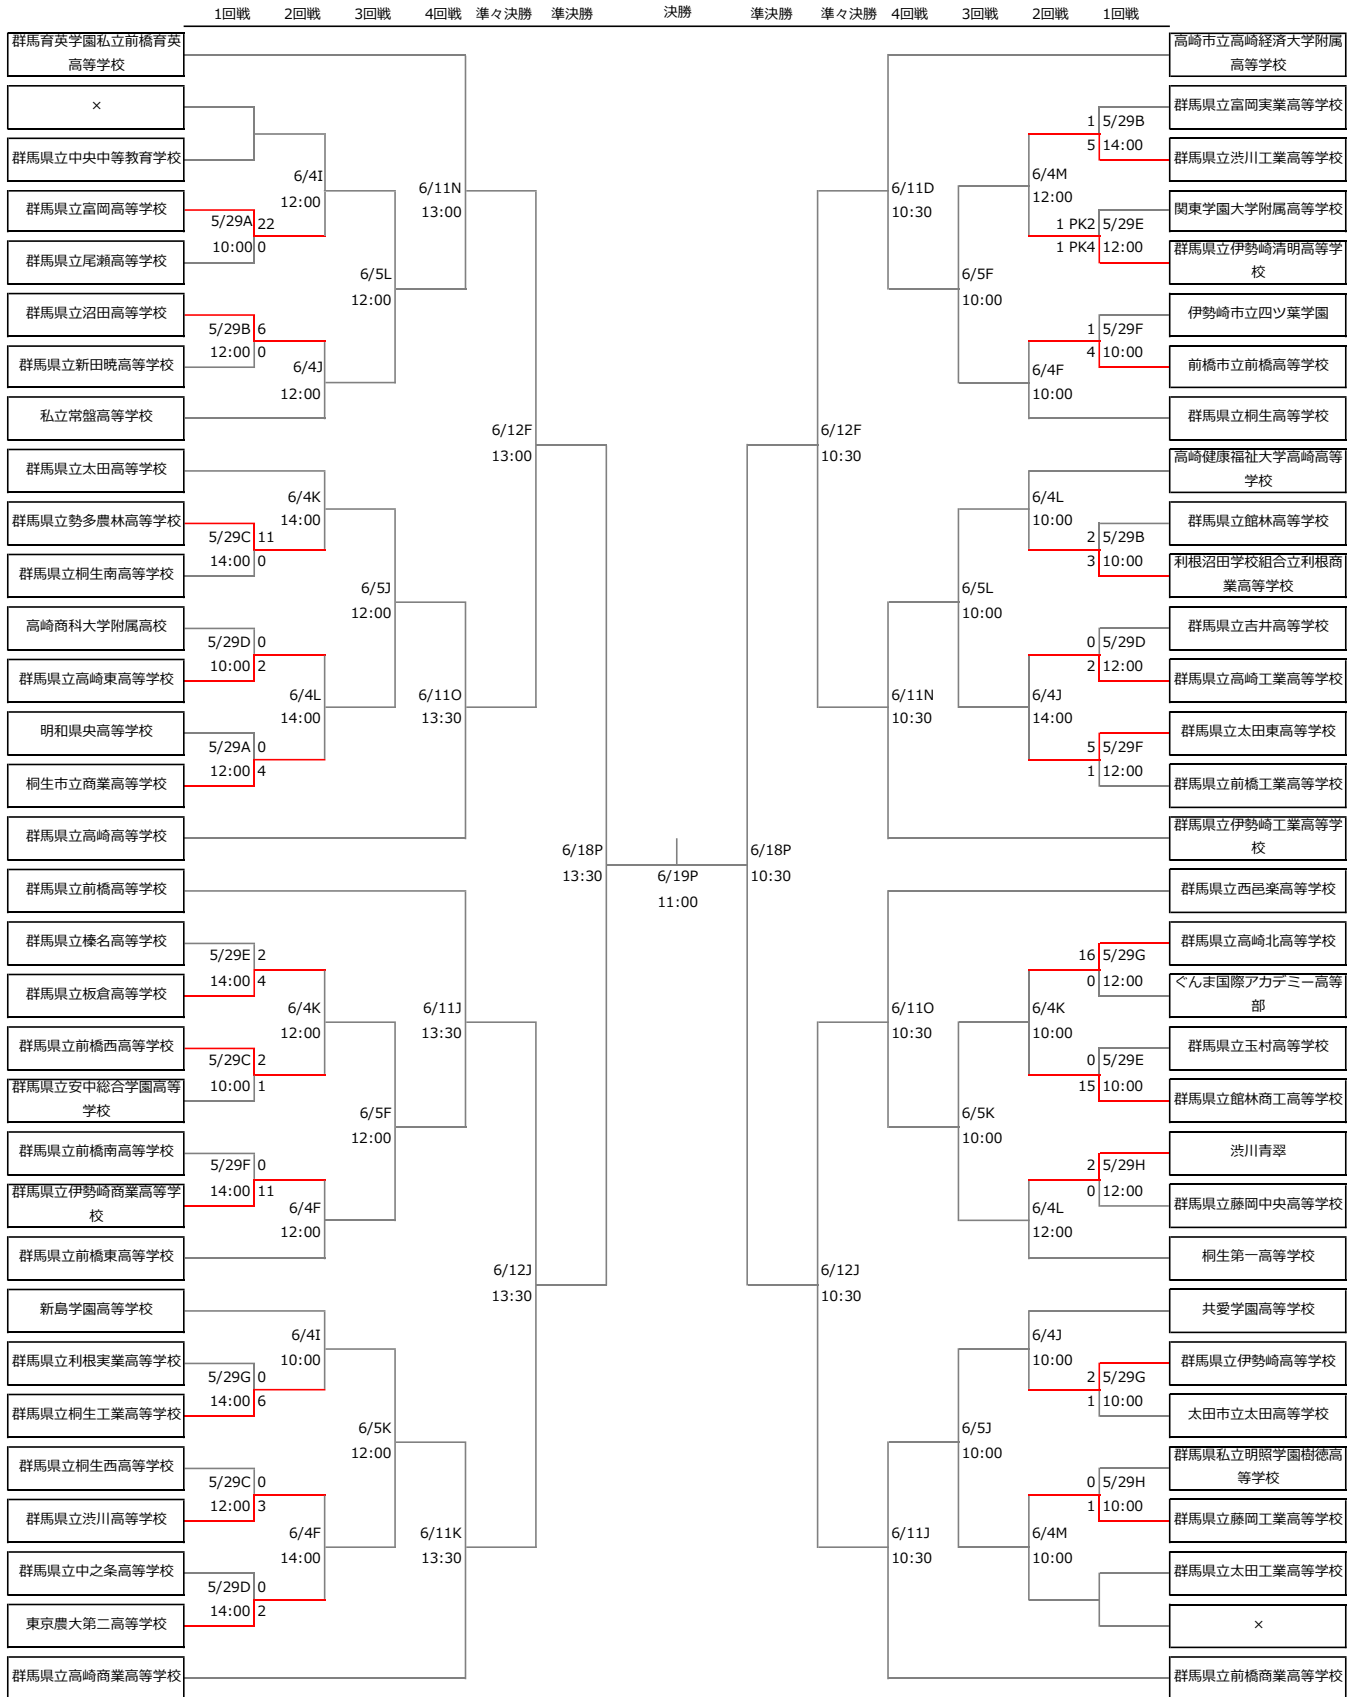 1回戦 2回戦 3回戦 4回戦 準々決勝 準決勝 決勝 準決勝 準々決勝 4回戦 3回戦 2回戦 1回戦
群馬育英学園私立前橋育英
高等学校
×
群馬県立中央中等教育学校
6/4I
12:00
群馬県立富岡高等学校
5/29A 22
10:00 0
群馬県立尾瀬高等学校
6/11N
13:00
6/5L
12:00
群馬県立沼田高等学校
5/29B 6
12:00 0
群馬県立新田暁高等学校
6/4J
12:00
私立常盤高等学校
6/12F
13:00
群馬県立太田高等学校
6/4K
14:00
群馬県立勢多農林高等学校
5/29C 11
14:00 0
群馬県立桐生南高等学校
6/5J
12:00
高崎商科大学附属高校
5/29D 0
10:00 2
群馬県立高崎東高等学校
6/4L
14:00
6/11O
13:30
明和県央高等学校
5/29A 0
12:00 4
桐生市立商業高等学校
群馬県立高崎高等学校
6/18P
13:30
群馬県立前橋高等学校
群馬県立榛名高等学校
5/29E 2
14:00 4
群馬県立板倉高等学校
6/4K
12:00
6/11J
13:30
群馬県立前橋西高等学校
5/29C 2
10:00 1
群馬県立安中総合学園高等
学校
6/5F
12:00
群馬県立前橋南高等学校
5/29F 0
14:00 11
群馬県立伊勢崎商業高等学
校
6/4F
12:00
群馬県立前橋東高等学校
6/12J
13:30
新島学園高等学校
6/4I
10:00
群馬県立利根実業高等学校
5/29G 0
14:00 6
群馬県立桐生工業高等学校
6/5K
12:00
群馬県立桐生西高等学校
5/29C 0
12:00 3
群馬県立渋川高等学校
6/4F
14:00
6/11K
13:30
群馬県立中之条高等学校
5/29D 0
14:00 2
東京農大第二高等学校
群馬県立高崎商業高等学校
6/19P
11:00
高崎市立高崎経済大学附属
高等学校
群馬県立富岡実業高等学校
1 5/29B
5 14:00
群馬県立渋川工業高等学校
6/4M
12:00
6/11D
10:30
関東学園大学附属高等学校
1 PK2 5/29E
1 PK4 12:00
群馬県立伊勢崎清明高等学
校
6/5F
10:00
伊勢崎市立四ツ葉学園
1 5/29F
4 10:00
前橋市立前橋高等学校
6/4F
10:00
群馬県立桐生高等学校
6/12F
10:30
高崎健康福祉大学高崎高等
学校
6/4L
10:00
群馬県立館林高等学校
2 5/29B
3 10:00
利根沼田学校組合立利根商
業高等学校
6/5L
10:00
群馬県立吉井高等学校
0 5/29D
2 12:00
群馬県立高崎工業高等学校
6/4J
14:00
6/11N
10:30
群馬県立太田東高等学校
5 5/29F
1 12:00
群馬県立前橋工業高等学校
群馬県立伊勢崎工業高等学
校
6/18P
10:30
群馬県立西邑楽高等学校
群馬県立高崎北高等学校
16 5/29G
0 12:00
ぐんま国際アカデミー高等
部
6/4K
10:00
6/11O
10:30
群馬県立玉村高等学校
0 5/29E
15 10:00
群馬県立館林商工高等学校
6/5K
10:00
渋川青翠
2 5/29H
0 12:00
群馬県立藤岡中央高等学校
6/4L
12:00
桐生第一高等学校
6/12J
10:30
共愛学園高等学校
6/4J
10:00
群馬県立伊勢崎高等学校
2 5/29G
1 10:00
太田市立太田高等学校
6/5J
10:00
群馬県私立明照学園樹徳高
等学校
0 5/29H
1 10:00
群馬県立藤岡工業高等学校
6/4M
10:00
6/11J
10:30
群馬県立太田工業高等学校
×
群馬県立前橋商業高等学校